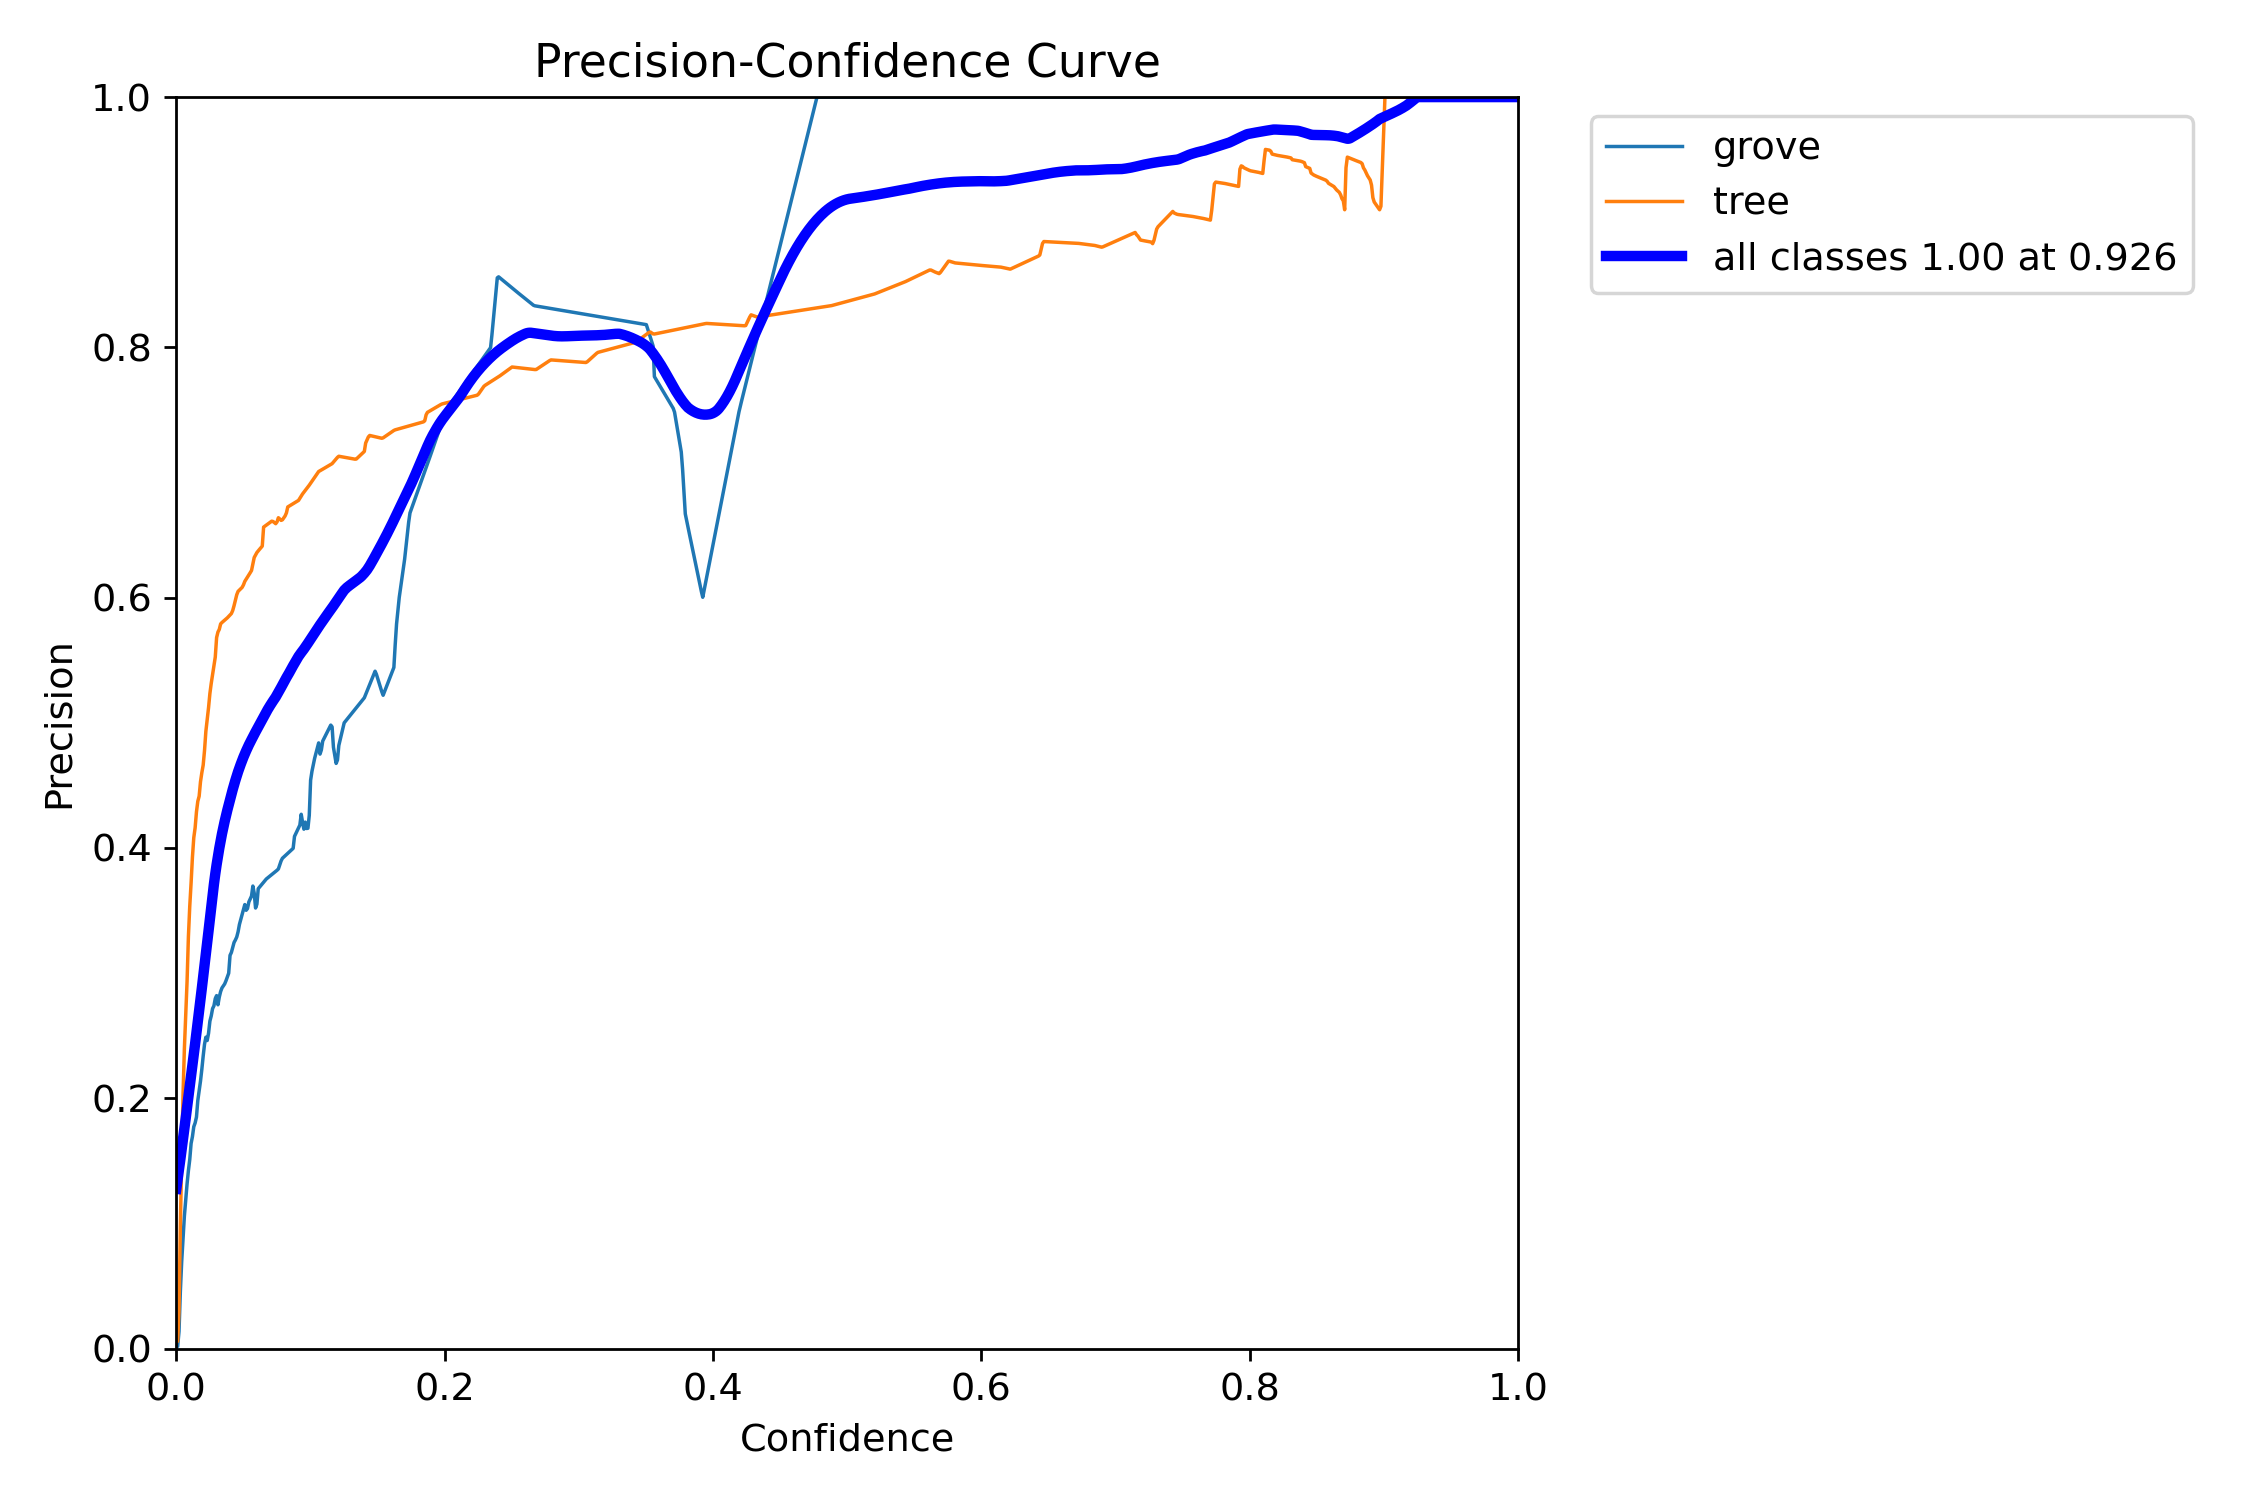 Precision-Confidence Curve
1.0
0.8
0.6
0.4
0.2
0.0
Precision
0.0 0.2 0.4 0.6 0.8 1.0
Confidence
grove
tree
all classes 1.00 at 0.926